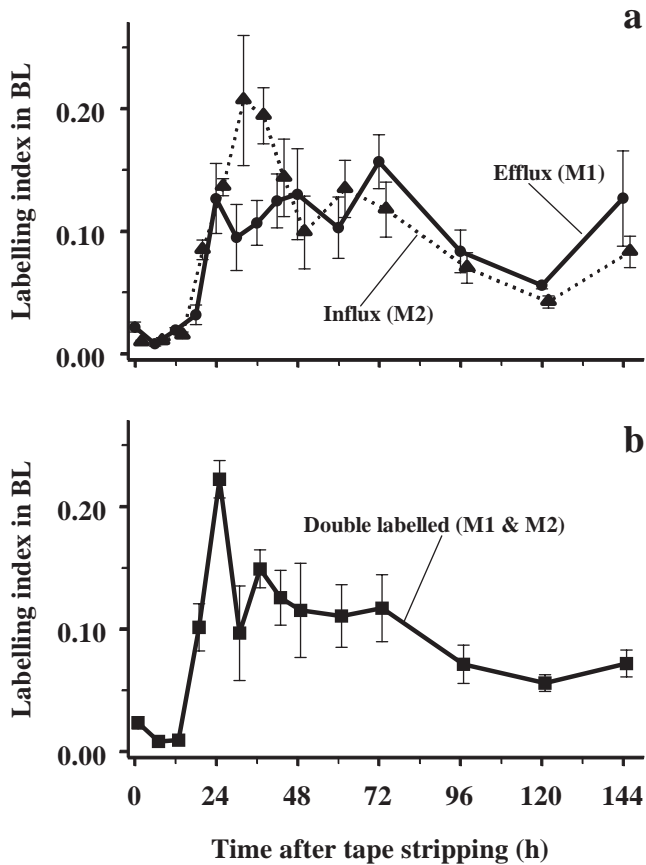 a
Labelling index in BL
0.20
0.10
0.00
Efflux (M1)
Influx (M2)
b
Labelling index in BL
0.20
0.10
0.00
Double labelled (M1 & M2)
0 24 48 72 96 120 144
Time after tape stripping (h)